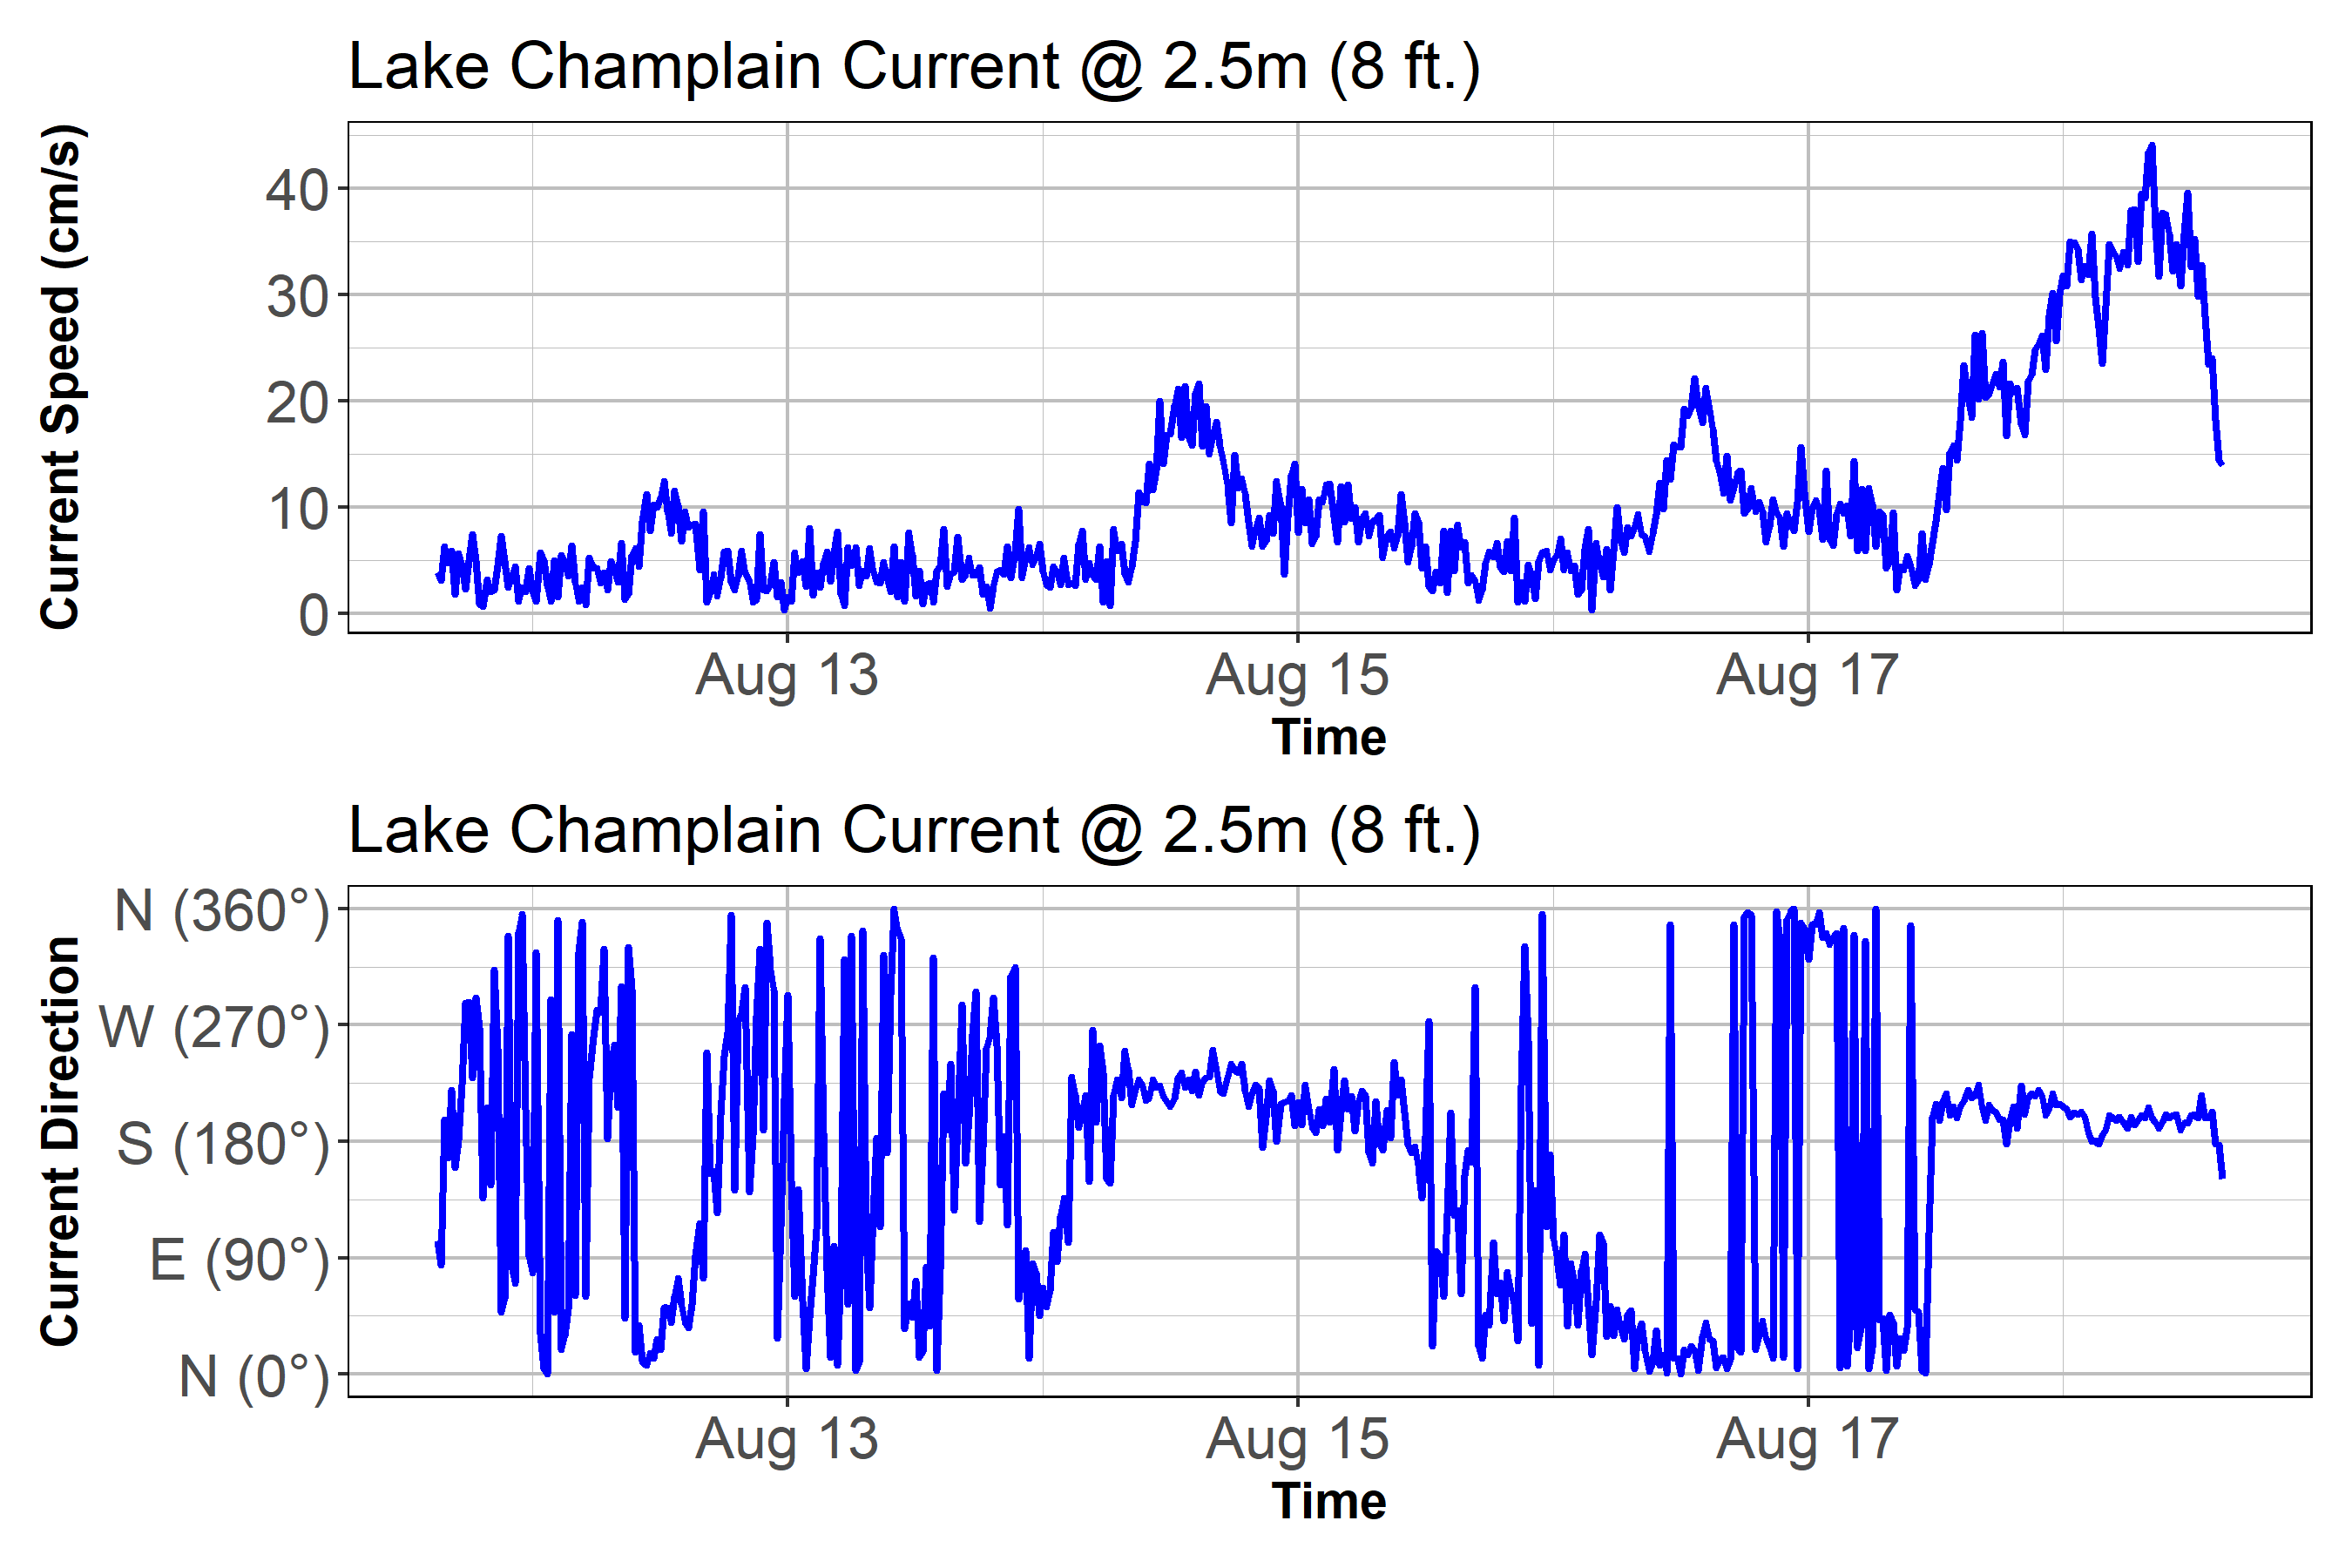 Lake Champlain Current @ 2.5m (8 ft.)
Current Speed (cm/s)
40
30
20
10
0
Aug 13 Aug 15 Aug 17
Time
Lake Champlain Current @ 2.5m (8 ft.)
Current Direction
N (360°)
W (270°)
S (180°)
E (90°)
N (0°)
Aug 13 Aug 15 Aug 17
Time